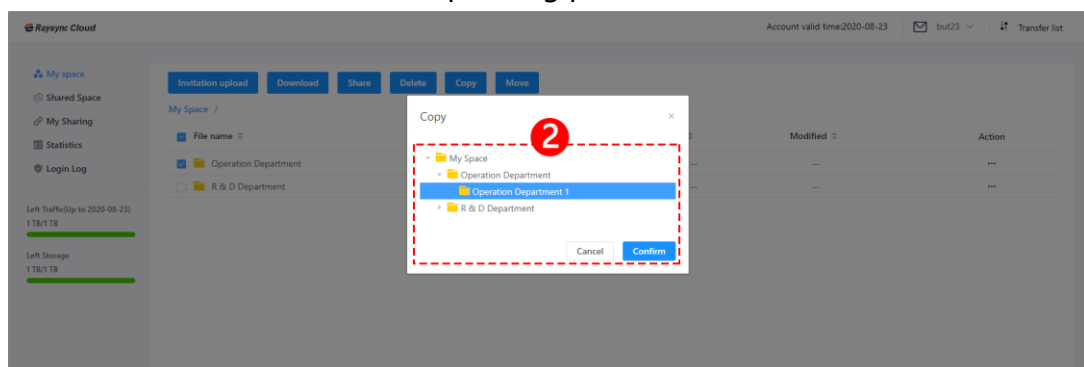 Raysync Cloud
Account valid time:2020-08-23 but23 Transfer list
My space
Shared Space
My Sharing
Statistics
Login Log
Left Traffic(Up to 2020-08-23)
1 TB/1 TB
Left Storage
1 TB/1 TB
Invitation upload Download Share Delete Copy Move
My Space /
File name Modified Action
Operation Department -- -- ...
R & D Department -- -- ...
Copy ×
2
My Space
Operation Department
Operation Department 1
R & D Department
Cancel Confirm